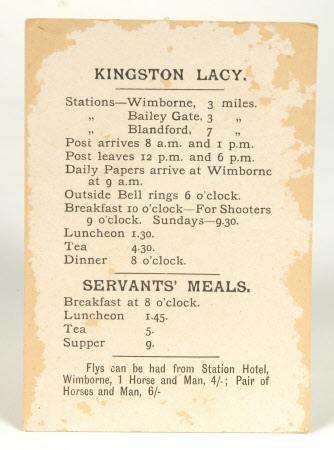 KINGSTON LACY.
Stations—Wimborne, 3 miles.
„ Bailey Gate, 3 „
„ Blandford, 7 „
Post arrives 8 a.m. and 1 p.m.
Post leaves 12 p.m. and 6 p.m.
Daily Papers arrive at Wimborne
at 9 a.m.
Outside Bell rings 6 o'clock.
Breakfast 10 o'clock—For Shooters
9 o'clock. Sundays—9.30.
Luncheon 1.30.
Tea 4.30.
Dinner 8 o'clock.
SERVANTS' MEALS.
Breakfast at 8 o'clock.
Luncheon 1.45.
Tea 5.
Supper 9.
Flys can be had from Station Hotel,
Wimborne, 1 Horse and Man, 4/-; Pair of
Horses and Man, 6/-